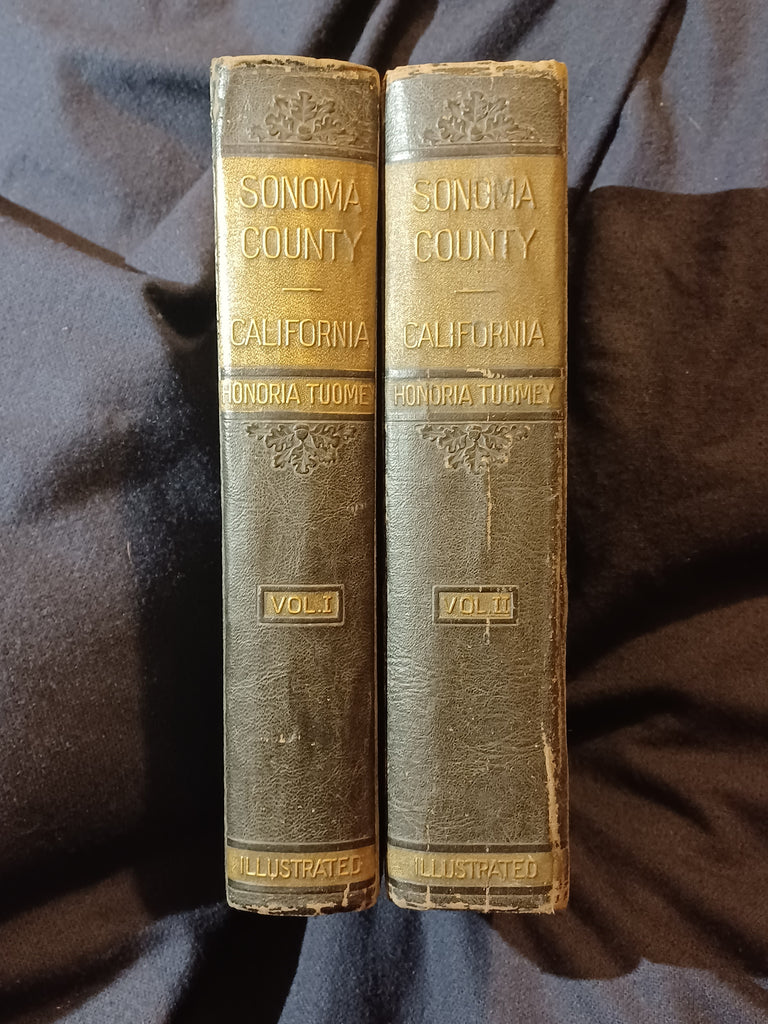 SONOMA
COUNTY
CALIFORNIA
HONORIA TUOMEY
VOL. I
ILLUSTRATED
SONOMA
COUNTY
CALIFORNIA
HONORIA TUOMEY
VOL. II
ILLUSTRATED